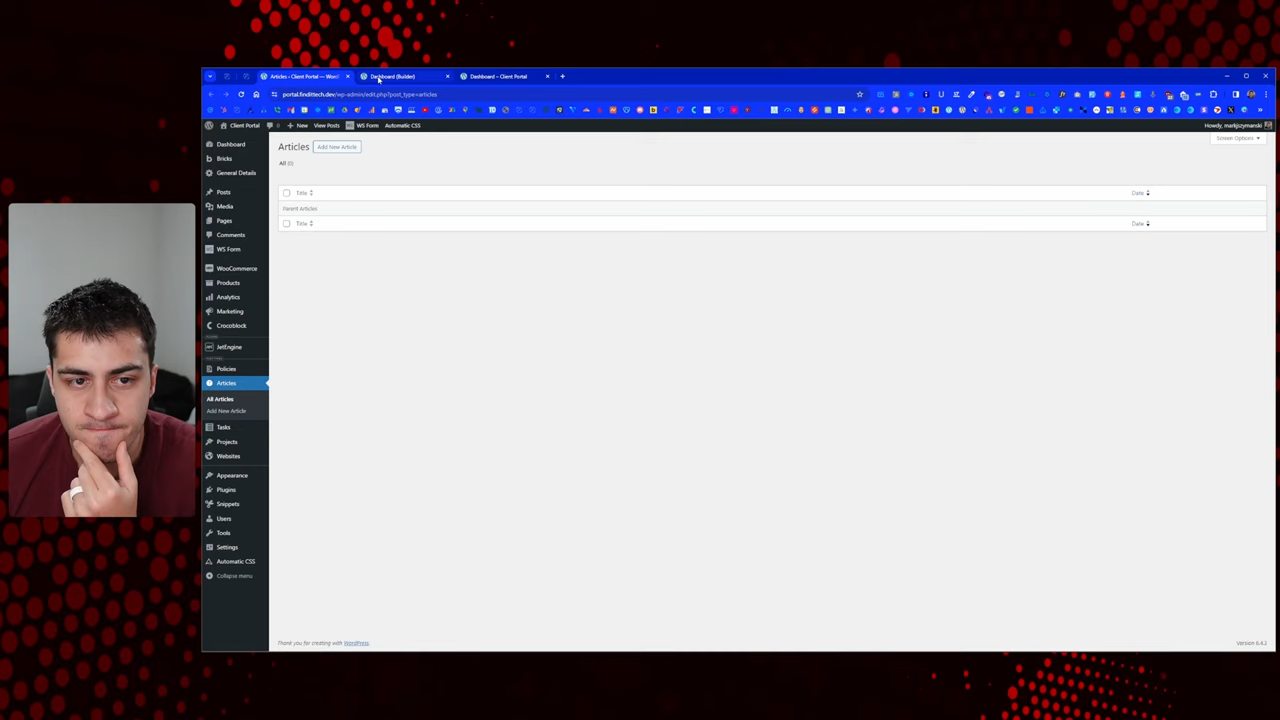 Articles ‹ Client Portal — Word
Dashboard (Builder)
Dashboard – Client Portal
portal.findittech.dev/wp-admin/edit.php?post_type=articles
Client Portal
0
New
View Posts
WS Form
Automatic CSS
Howdy, markjszymanski
Dashboard
Bricks
General Details
Posts
Media
Pages
Comments
WS Form
WooCommerce
Products
Analytics
Marketing
Crocoblock
JetEngine
Policies
Articles
All Articles
Add New Article
Tasks
Projects
Websites
Appearance
Plugins
Snippets
Users
Tools
Settings
Automatic CSS
Collapse menu
Articles
Add New Article
Screen Options
All (0)
Title
Date
Parent Articles
Title
Date
Thank you for creating with WordPress.
Version 6.4.2